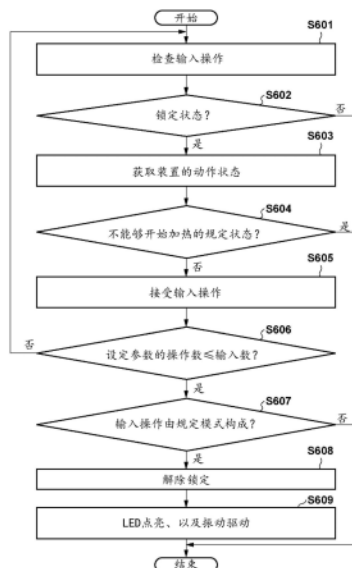 开始
S601
检查输入操作
S602
锁定状态?
否
是
S603
获取装置的动作状态
S604
不能够开始加热的规定状态?
是
否
S605
接受输入操作
S606
否
设定参数的操作数≤输入数?
是
S607
输入操作由规定模式构成?
否
是
S608
解除锁定
S609
LED点亮、以及振动驱动
结束